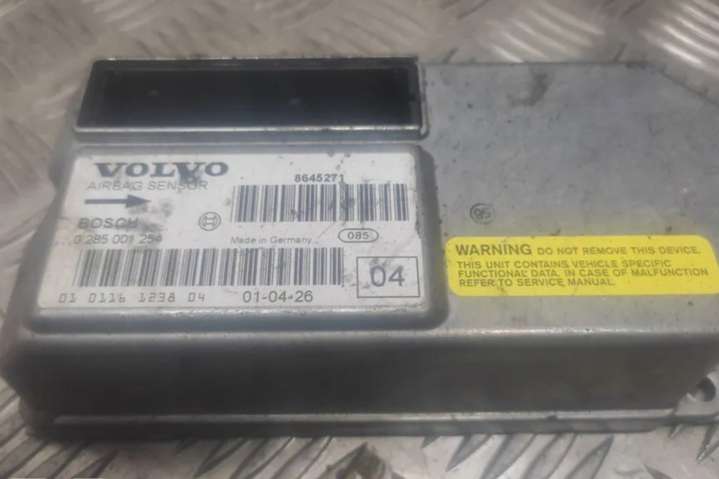 VOLVO
AIRBAG SENSOR
8645271
BOSCH
0 285 001 254
Made in Germany
085
01 0116 1238 04
01-04-26
04
WARNING DO NOT REMOVE THIS DEVICE.
THIS UNIT CONTAINS VEHICLE SPECIFIC
FUNCTIONAL DATA. IN CASE OF MALFUNCTION
REFER TO SERVICE MANUAL.